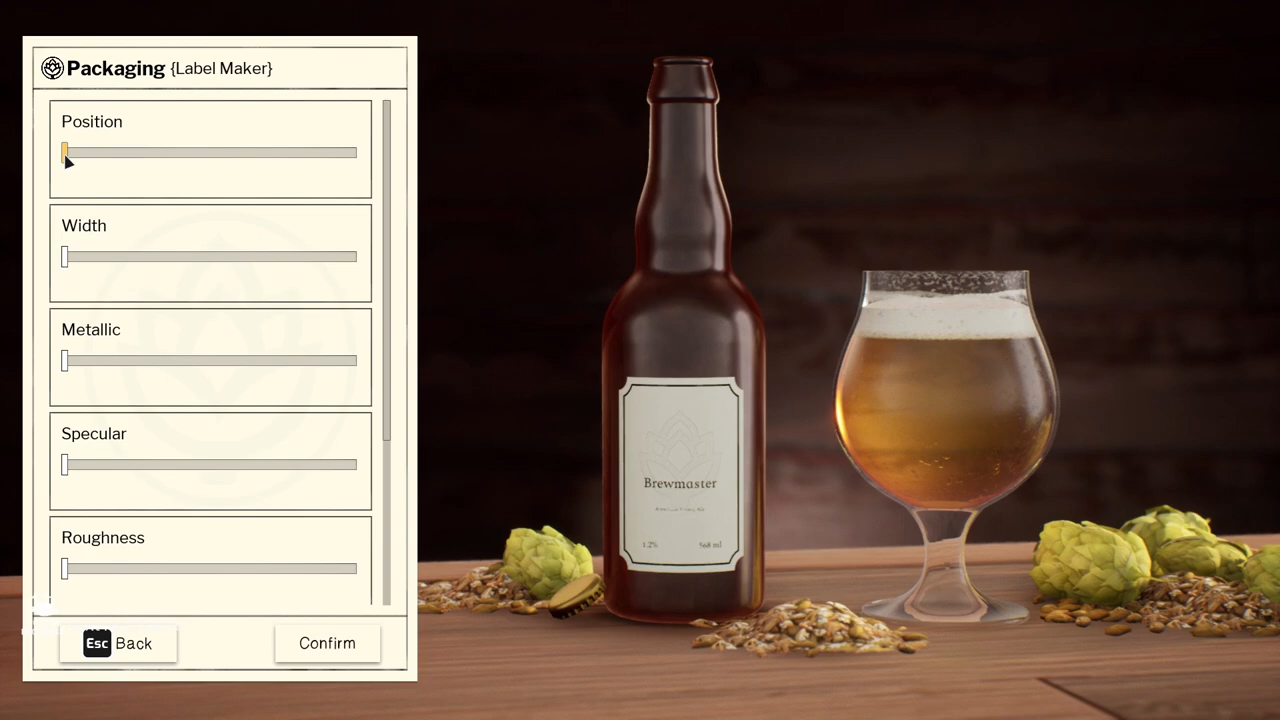 Packaging {Label Maker}
Position
Width
Metallic
Specular
Roughness
Esc Back
Confirm
Brewmaster
1.2% 568 ml